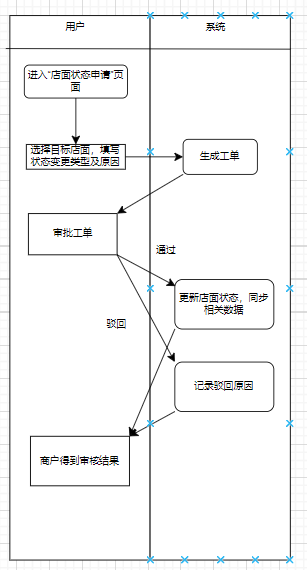 用户
系统
进入“店面状态申请”页
面
选择目标店面，填写
状态变更类型及原因
生成工单
审批工单
通过
更新店面状态，同步
相关数据
驳回
记录驳回原因
商户得到审核结果